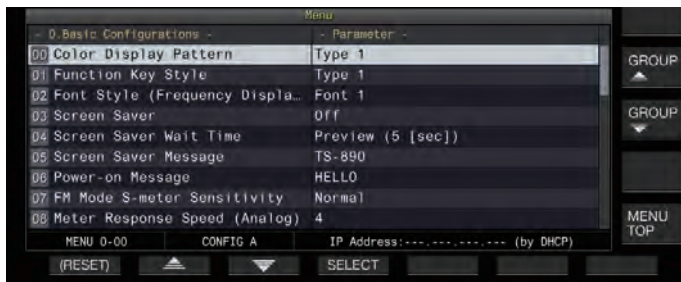 Menu
- 0.Basic Configurations - - Parameter -
00 Color Display Pattern Type 1
01 Function Key Style Type 1
02 Font Style (Frequency Displa... Font 1
03 Screen Saver Off
04 Screen Saver Wait Time Preview (5 [sec])
05 Screen Saver Message TS-890
06 Power-on Message HELLO
07 FM Mode S-meter Sensitivity Normal
08 Meter Response Speed (Analog) 4
MENU 0-00 CONFIG A IP Address:---.---.---.--- (by DHCP)
(RESET) SELECT
GROUP
GROUP
MENU
TOP